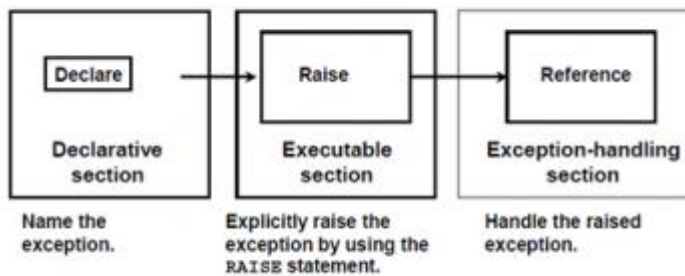 Declare
Declarative
section
Name the
exception.
Raise
Executable
section
Explicitly raise the
exception by using the
RAISE statement.
Reference
Exception-handling
section
Handle the raised
exception.